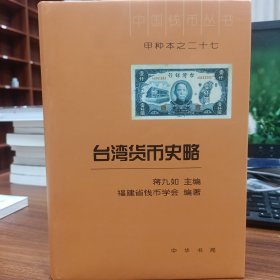 中国钱币丛书
甲种本之二十七
台湾货币史略
蒋九如 主编
福建省钱币学会 编著
中华书局